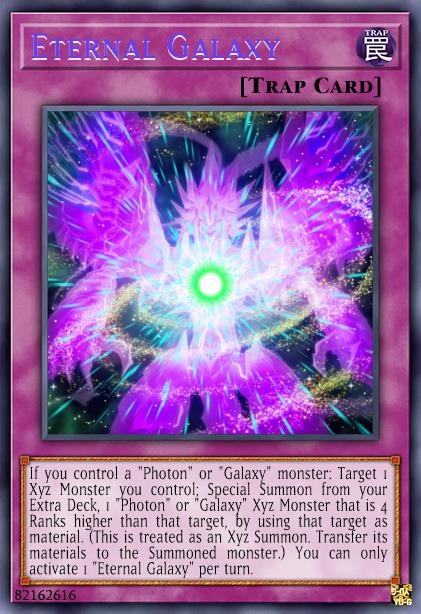 Eternal Galaxy
TRAP
罠
[Trap Card]
If you control a "Photon" or "Galaxy" monster: Target 1
Xyz Monster you control; Special Summon from your
Extra Deck, 1 "Photon" or "Galaxy" Xyz Monster that is 4
Ranks higher than that target, by using that target as
material. (This is treated as an Xyz Summon. Transfer its
materials to the Summoned monster.) You can only
activate 1 "Eternal Galaxy" per turn.
82162616